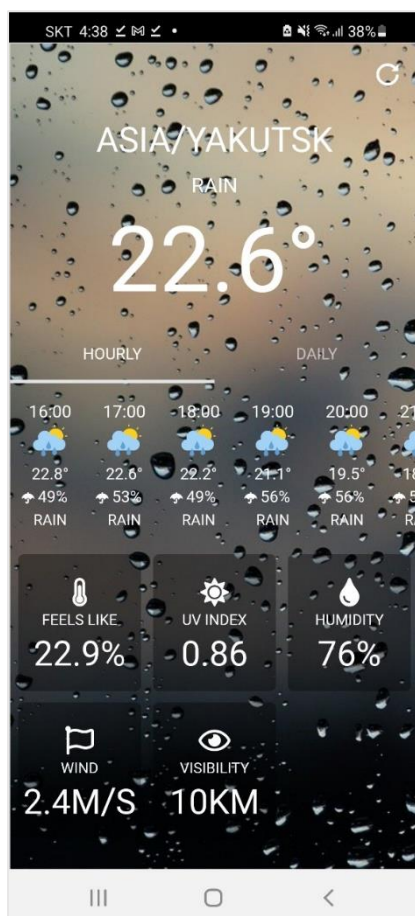 SKT 4:38 38%
ASIA/YAKUTSK
RAIN
22.6°
HOURLY DAILY
16:00 17:00 18:00 19:00 20:00
22.8° 22.6° 22.2° 21.1° 19.5°
49% 53% 49% 56% 56%
RAIN RAIN RAIN RAIN RAIN
FEELS LIKE UV INDEX HUMIDITY
22.9% 0.86 76%
WIND VISIBILITY
2.4M/S 10KM